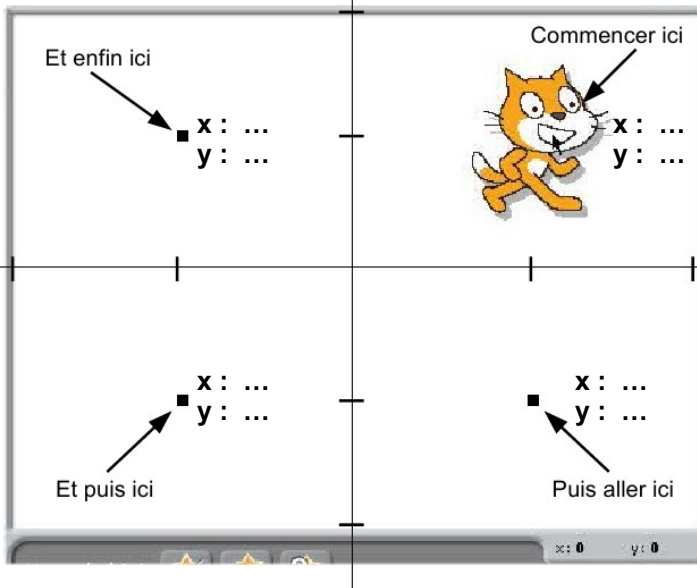 Commencer ici
Et enfin ici
x : ...
y : ...
x : ...
y : ...
x : ...
y : ...
x : ...
y : ...
Et puis ici
Puis aller ici
x: 0 y: 0